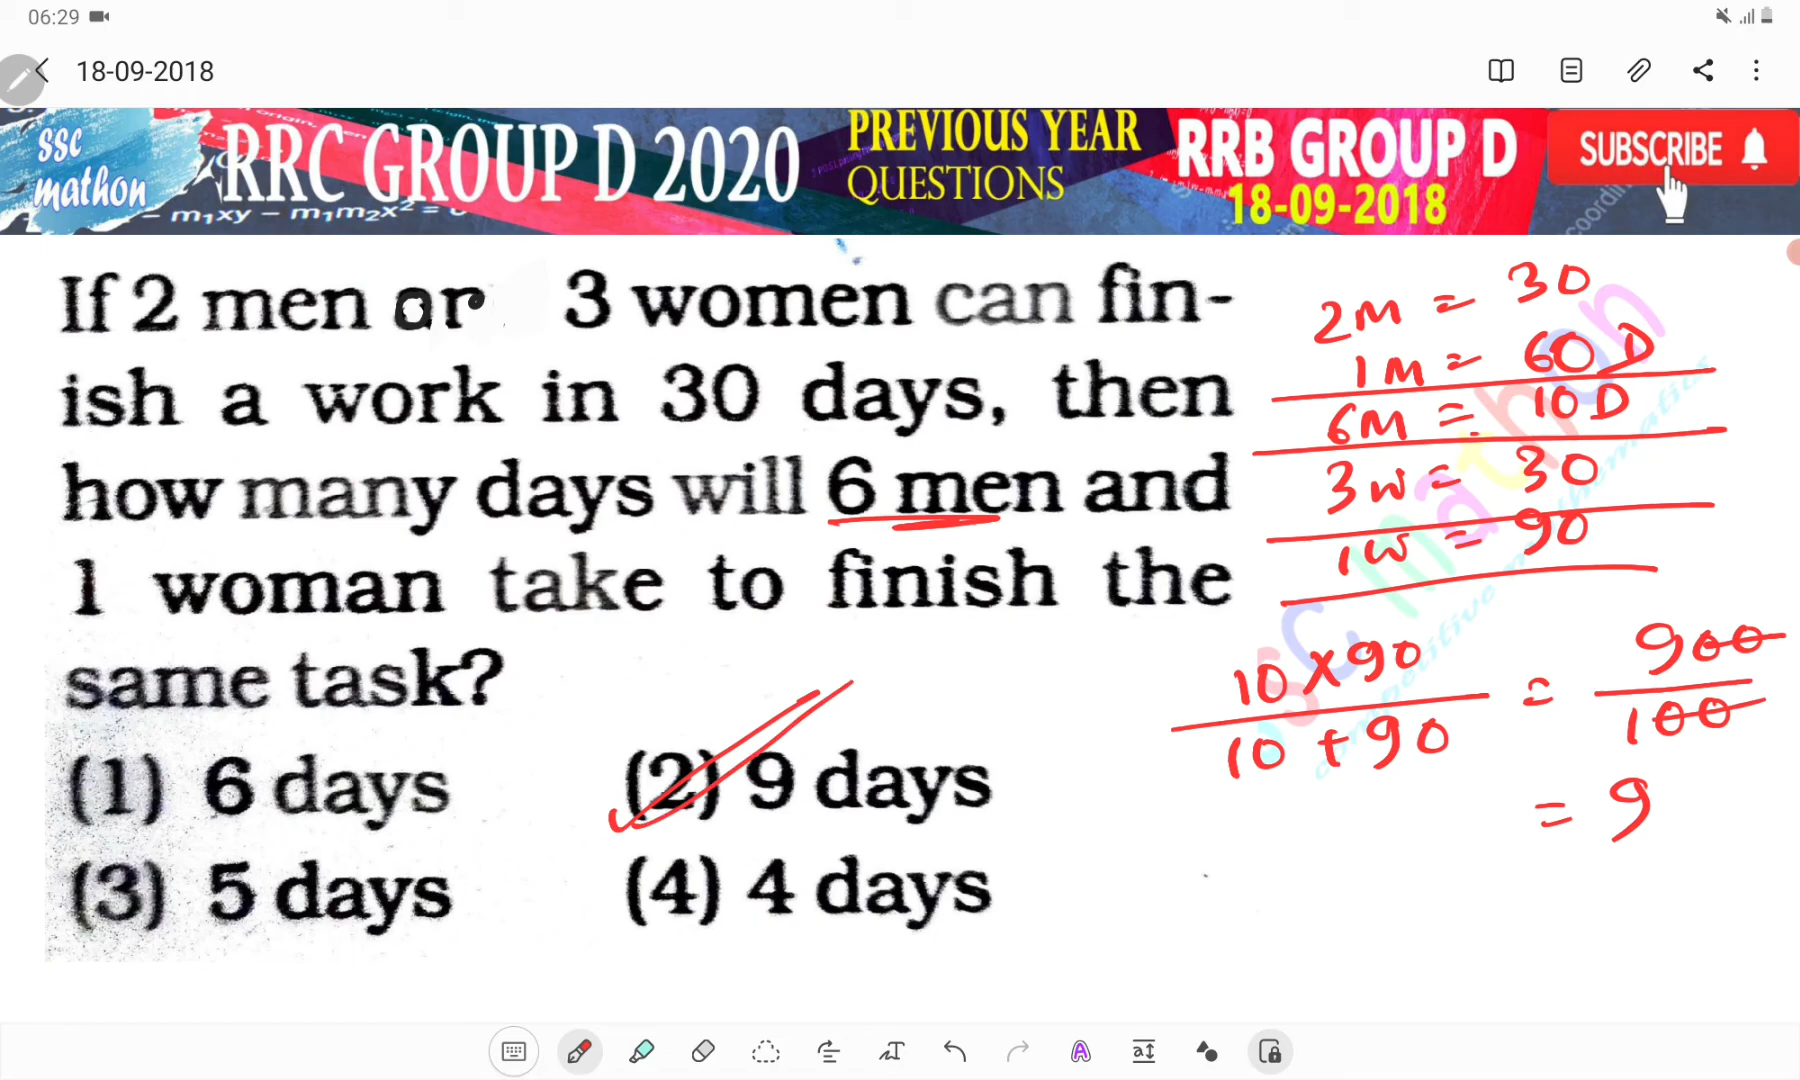 06:29
18-09-2018
ssc
mathon
RRC GROUP D 2020
PREVIOUS YEAR
QUESTIONS
RRB GROUP D
18-09-2018
SUBSCRIBE
If 2 men or 3 women can fin-
ish a work in 30 days, then
how many days will 6 men and
1 woman take to finish the
same task?
(1) 6 days (2) 9 days
(3) 5 days (4) 4 days
2M = 30
1M = 60 D
6M = 10D
3W = 30
1W = 90
10 x 90 / 10 + 90 = 900 / 100
= 9
ssc mathon